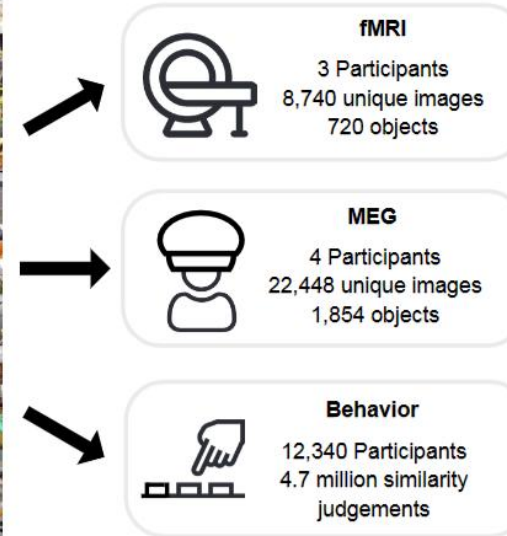 fMRI
3 Participants
8,740 unique images
720 objects
MEG
4 Participants
22,448 unique images
1,854 objects
Behavior
12,340 Participants
4.7 million similarity
judgements